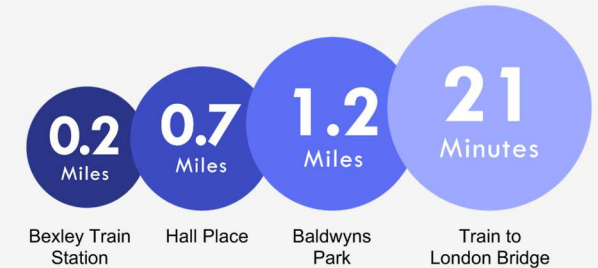 0.2
Miles
0.7
Miles
1.2
Miles
21
Minutes
Bexley Train
Station
Hall Place
Baldwyns
Park
Train to
London Bridge